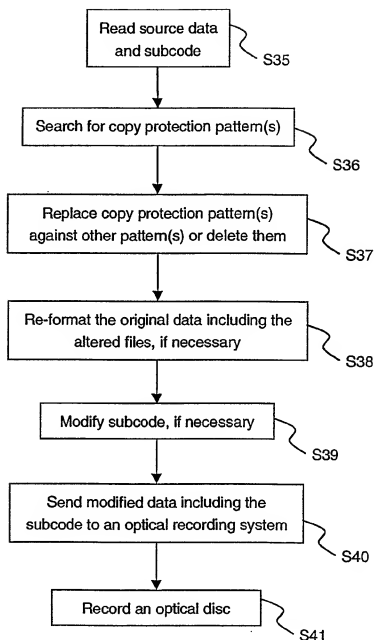 Read source data
and subcode
S35
Search for copy protection pattern(s)
S36
Replace copy protection pattern(s)
against other pattern(s) or delete them
S37
Re-format the original data including the
altered files, if necessary
S38
Modify subcode, if necessary
S39
Send modified data including the
subcode to an optical recording system
S40
Record an optical disc
S41